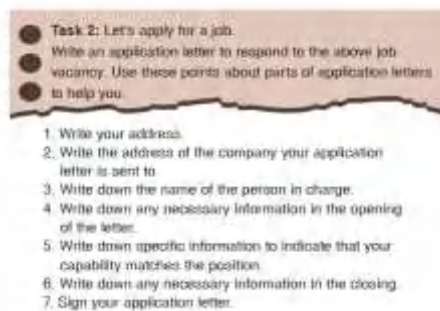 Task 2: Let's apply for a job.
Write an application letter to respond to the above job
vacancy. Use these points about parts of application letters
to help you.
1. Write your address.
2. Write the address of the company your application
letter is sent to.
3. Write down the name of the person in charge.
4. Write down any necessary information in the opening
of the letter.
5. Write down specific information to indicate that your
capability matches the position.
6. Write down any necessary information in the closing.
7. Sign your application letter.